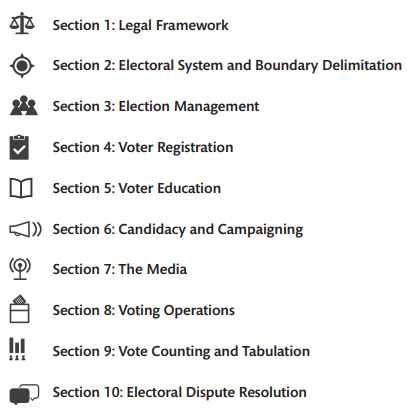 Section 1: Legal Framework
Section 2: Electoral System and Boundary Delimitation
Section 3: Election Management
Section 4: Voter Registration
Section 5: Voter Education
Section 6: Candidacy and Campaigning
Section 7: The Media
Section 8: Voting Operations
Section 9: Vote Counting and Tabulation
Section 10: Electoral Dispute Resolution